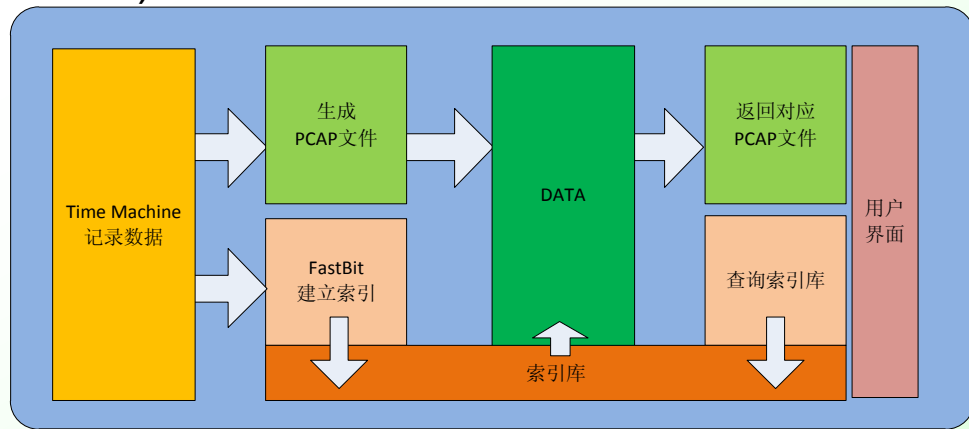 Time Machine
记录数据
生成
PCAP文件
FastBit
建立索引
DATA
返回对应
PCAP文件
查询索引库
用户
界面
索引库